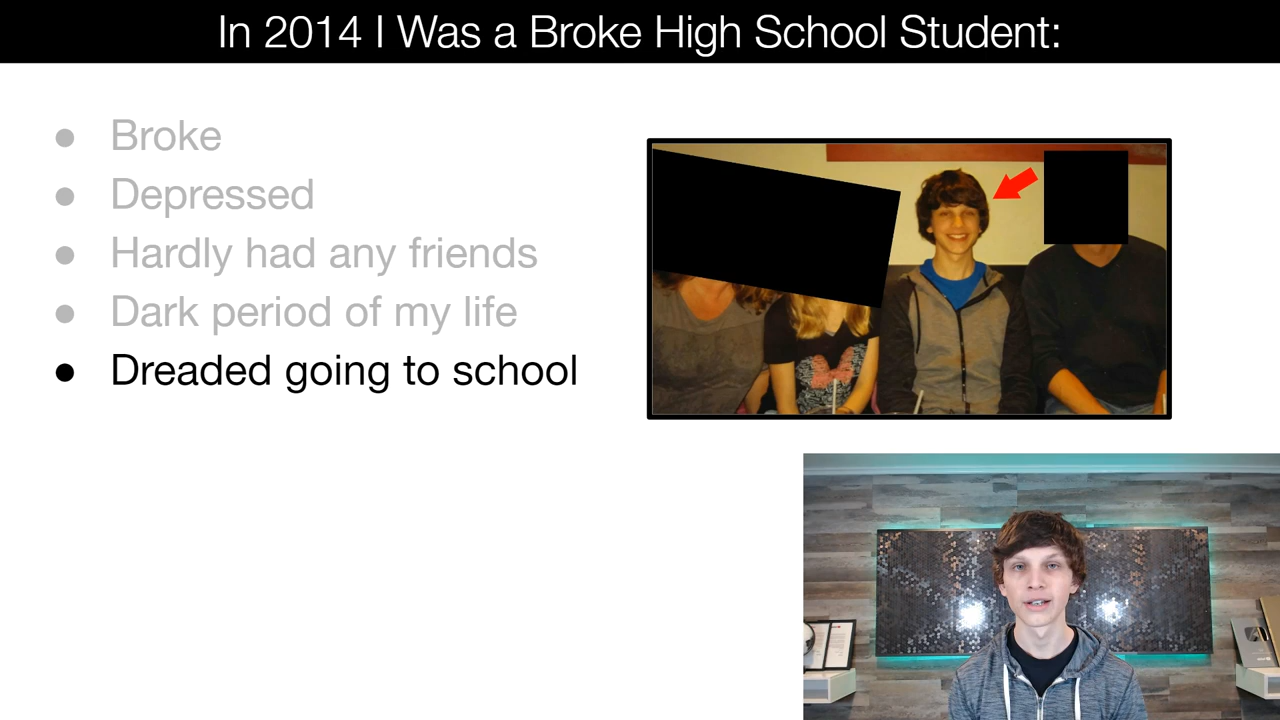 In 2014 I Was a Broke High School Student:
● Broke
● Depressed
● Hardly had any friends
● Dark period of my life
● Dreaded going to school